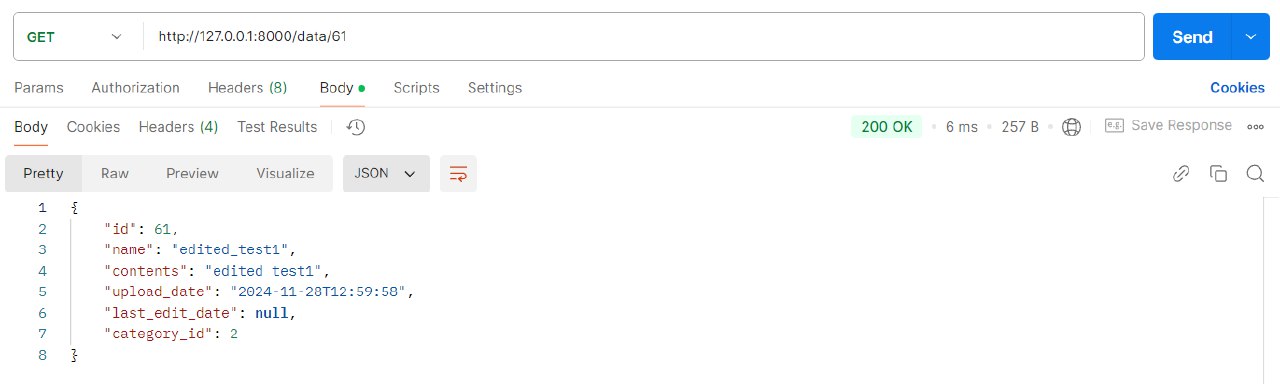 GET http://127.0.0.1:8000/data/61 Send
Params Authorization Headers (8) Body Scripts Settings Cookies
Body Cookies Headers (4) Test Results 200 OK • 6 ms • 257 B • e.g. Save Response
Pretty Raw Preview Visualize JSON
1 {
2 "id": 61,
3 "name": "edited_test1",
4 "contents": "edited test1",
5 "upload_date": "2024-11-28T12:59:58",
6 "last_edit_date": null,
7 "category_id": 2
8 }